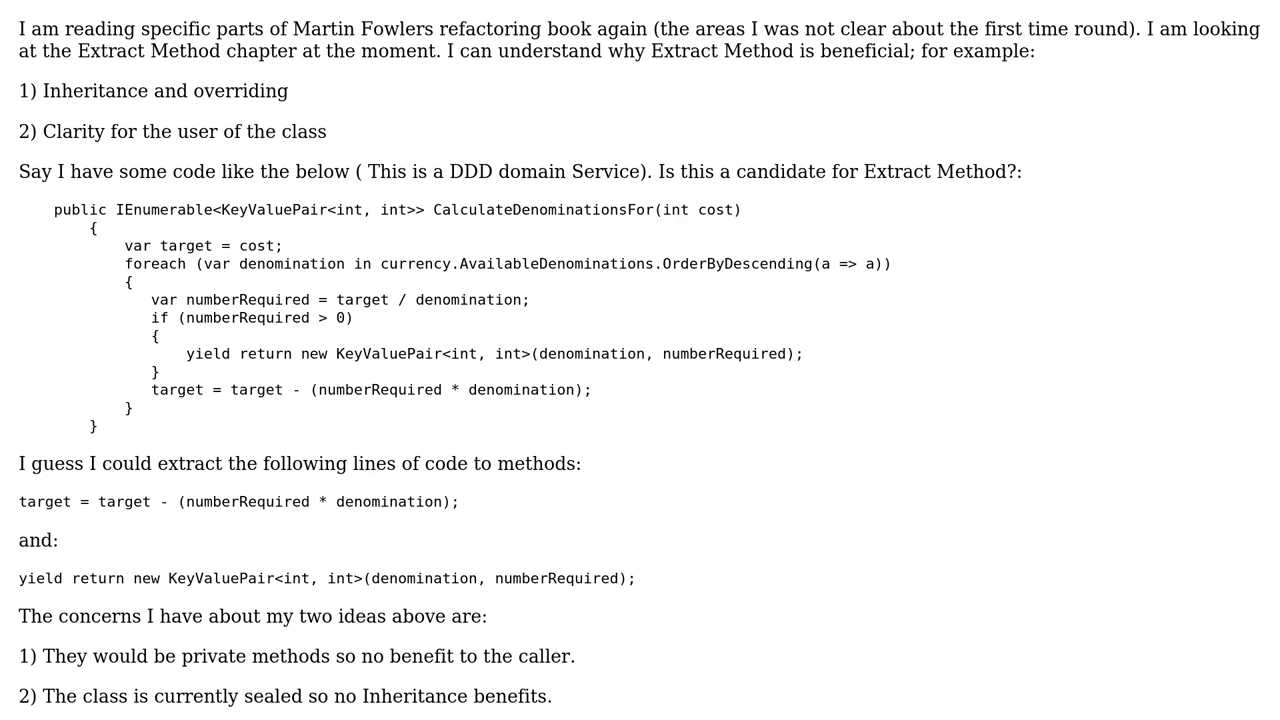 I am reading specific parts of Martin Fowlers refactoring book again (the areas I was not clear about the first time round). I am looking
at the Extract Method chapter at the moment. I can understand why Extract Method is beneficial; for example:
1) Inheritance and overriding
2) Clarity for the user of the class
Say I have some code like the below ( This is a DDD domain Service). Is this a candidate for Extract Method?:
public IEnumerable<KeyValuePair<int, int>> CalculateDenominationsFor(int cost)
{
var target = cost;
foreach (var denomination in currency.AvailableDenominations.OrderByDescending(a => a))
{
var numberRequired = target / denomination;
if (numberRequired > 0)
{
yield return new KeyValuePair<int, int>(denomination, numberRequired);
}
target = target - (numberRequired * denomination);
}
}
I guess I could extract the following lines of code to methods:
target = target - (numberRequired * denomination);
and:
yield return new KeyValuePair<int, int>(denomination, numberRequired);
The concerns I have about my two ideas above are:
1) They would be private methods so no benefit to the caller.
2) The class is currently sealed so no Inheritance benefits.